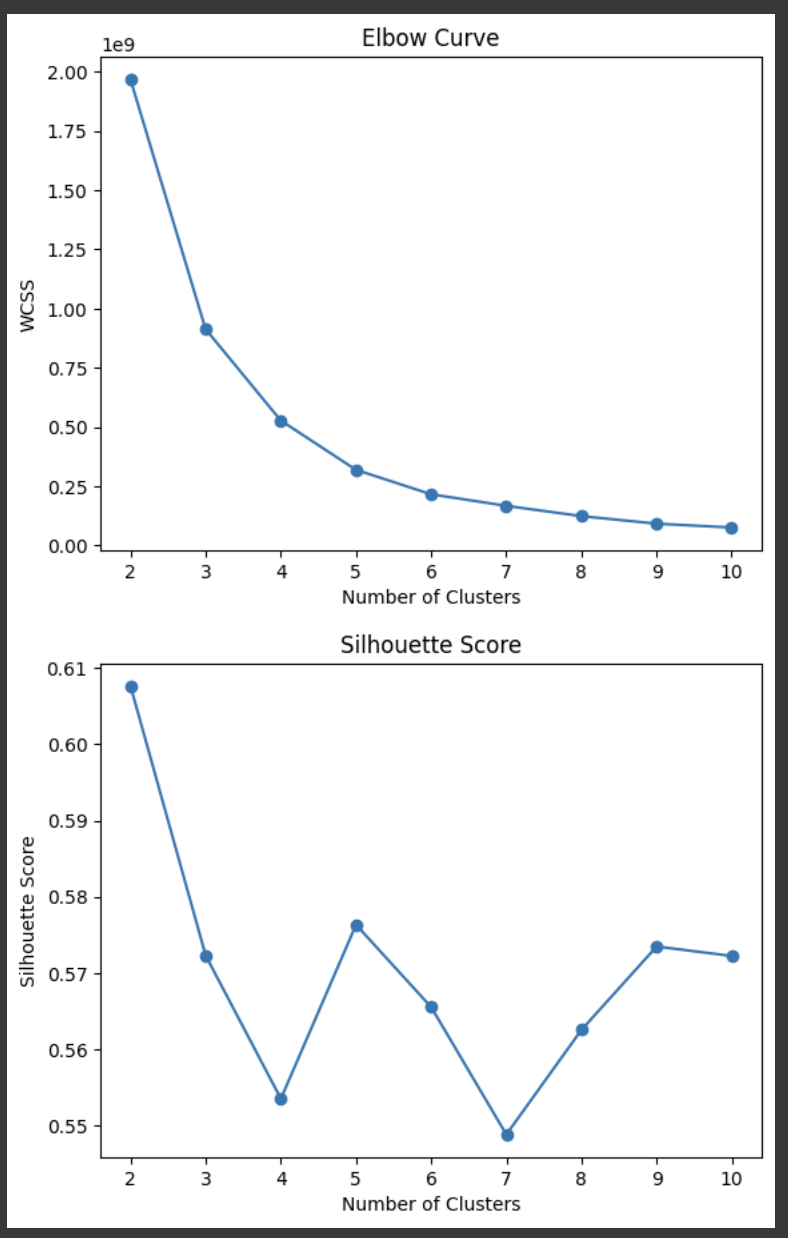 Elbow Curve
1e9
2.00
1.75
1.50
1.25
1.00
0.75
0.50
0.25
0.00
WCSS
2 3 4 5 6 7 8 9 10
Number of Clusters
Silhouette Score
0.61
0.60
0.59
0.58
0.57
0.56
0.55
Silhouette Score
2 3 4 5 6 7 8 9 10
Number of Clusters